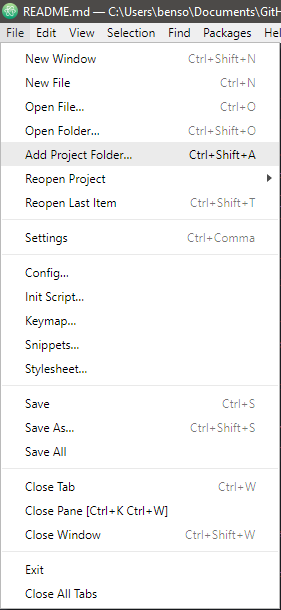 README.md — C:\Users\benso\Documents\GitH
File Edit View Selection Find Packages Hel
New Window Ctrl+Shift+N
New File Ctrl+N
Open File... Ctrl+O
Open Folder... Ctrl+Shift+O
Add Project Folder... Ctrl+Shift+A
Reopen Project
Reopen Last Item Ctrl+Shift+T
Settings Ctrl+Comma
Config...
Init Script...
Keymap...
Snippets...
Stylesheet...
Save Ctrl+S
Save As... Ctrl+Shift+S
Save All
Close Tab Ctrl+W
Close Pane [Ctrl+K Ctrl+W]
Close Window Ctrl+Shift+W
Exit
Close All Tabs